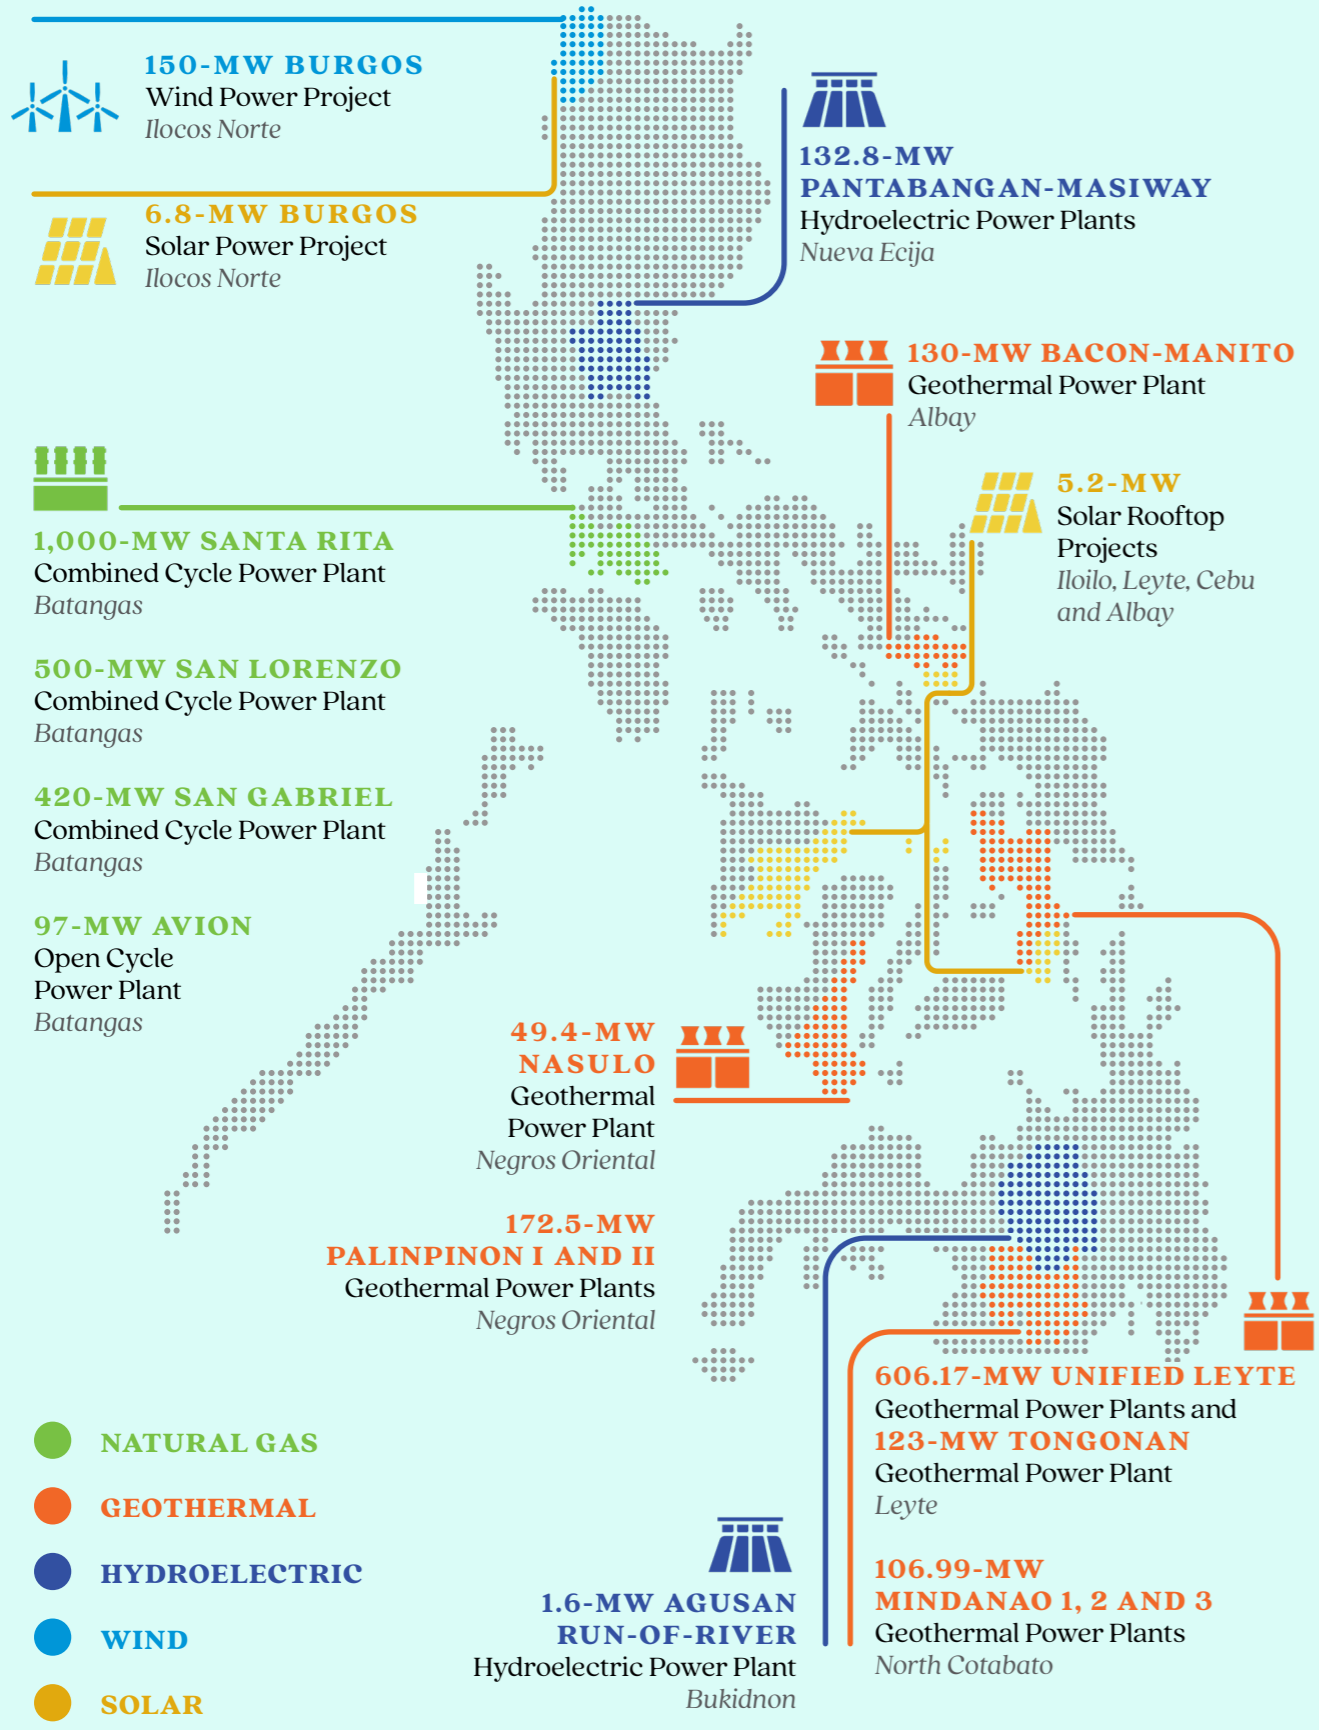 150-MW BURGOS
Wind Power Project
Ilocos Norte
6.8-MW BURGOS
Solar Power Project
Ilocos Norte
132.8-MW
PANTABANGAN-MASIWAY
Hydroelectric Power Plants
Nueva Ecija
130-MW BACON-MANITO
Geothermal Power Plant
Albay
5.2-MW
Solar Rooftop
Projects
Iloilo, Leyte, Cebu
and Albay
1,000-MW SANTA RITA
Combined Cycle Power Plant
Batangas
500-MW SAN LORENZO
Combined Cycle Power Plant
Batangas
420-MW SAN GABRIEL
Combined Cycle Power Plant
Batangas
97-MW AVION
Open Cycle
Power Plant
Batangas
49.4-MW
NASULO
Geothermal
Power Plant
Negros Oriental
172.5-MW
PALINPINON I AND II
Geothermal Power Plants
Negros Oriental
606.17-MW UNIFIED LEYTE
Geothermal Power Plants and
123-MW TONGONAN
Geothermal Power Plant
Leyte
106.99-MW
MINDANAO 1, 2 AND 3
Geothermal Power Plants
North Cotabato
1.6-MW AGUSAN
RUN-OF-RIVER
Hydroelectric Power Plant
Bukidnon
NATURAL GAS
GEOTHERMAL
HYDROELECTRIC
WIND
SOLAR